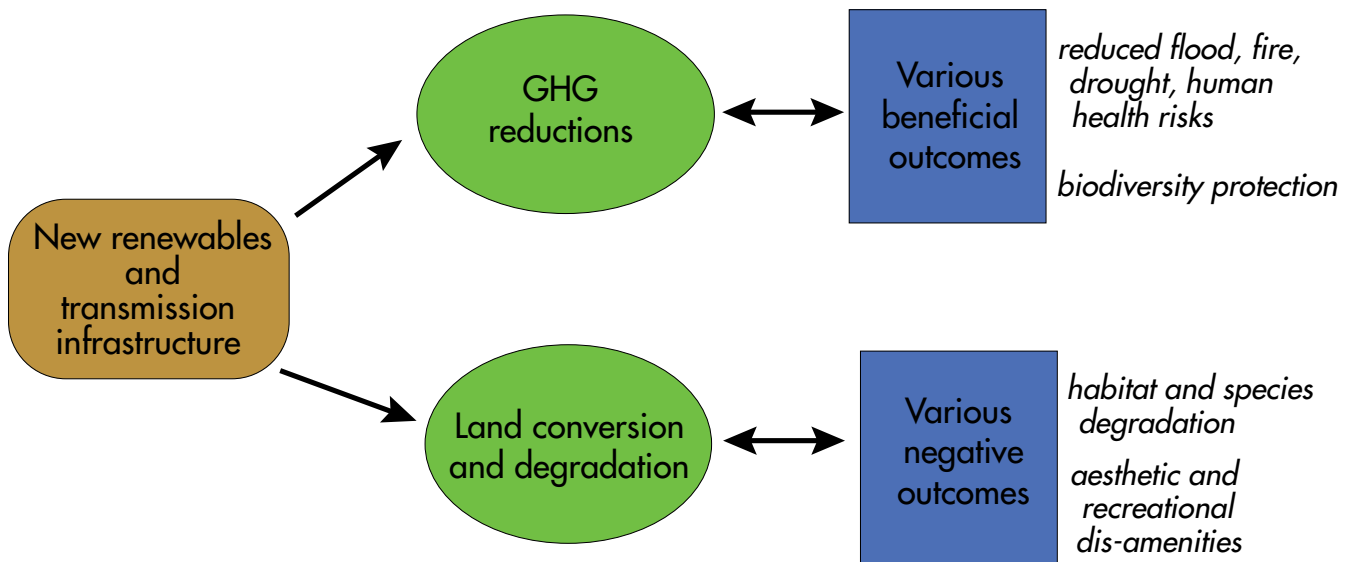 New renewables
and
transmission
infrastructure
GHG
reductions
Various
beneficial
outcomes
reduced flood, fire,
drought, human
health risks
biodiversity protection
Land conversion
and degradation
Various
negative
outcomes
habitat and species
degradation
aesthetic and
recreational
dis-amenities